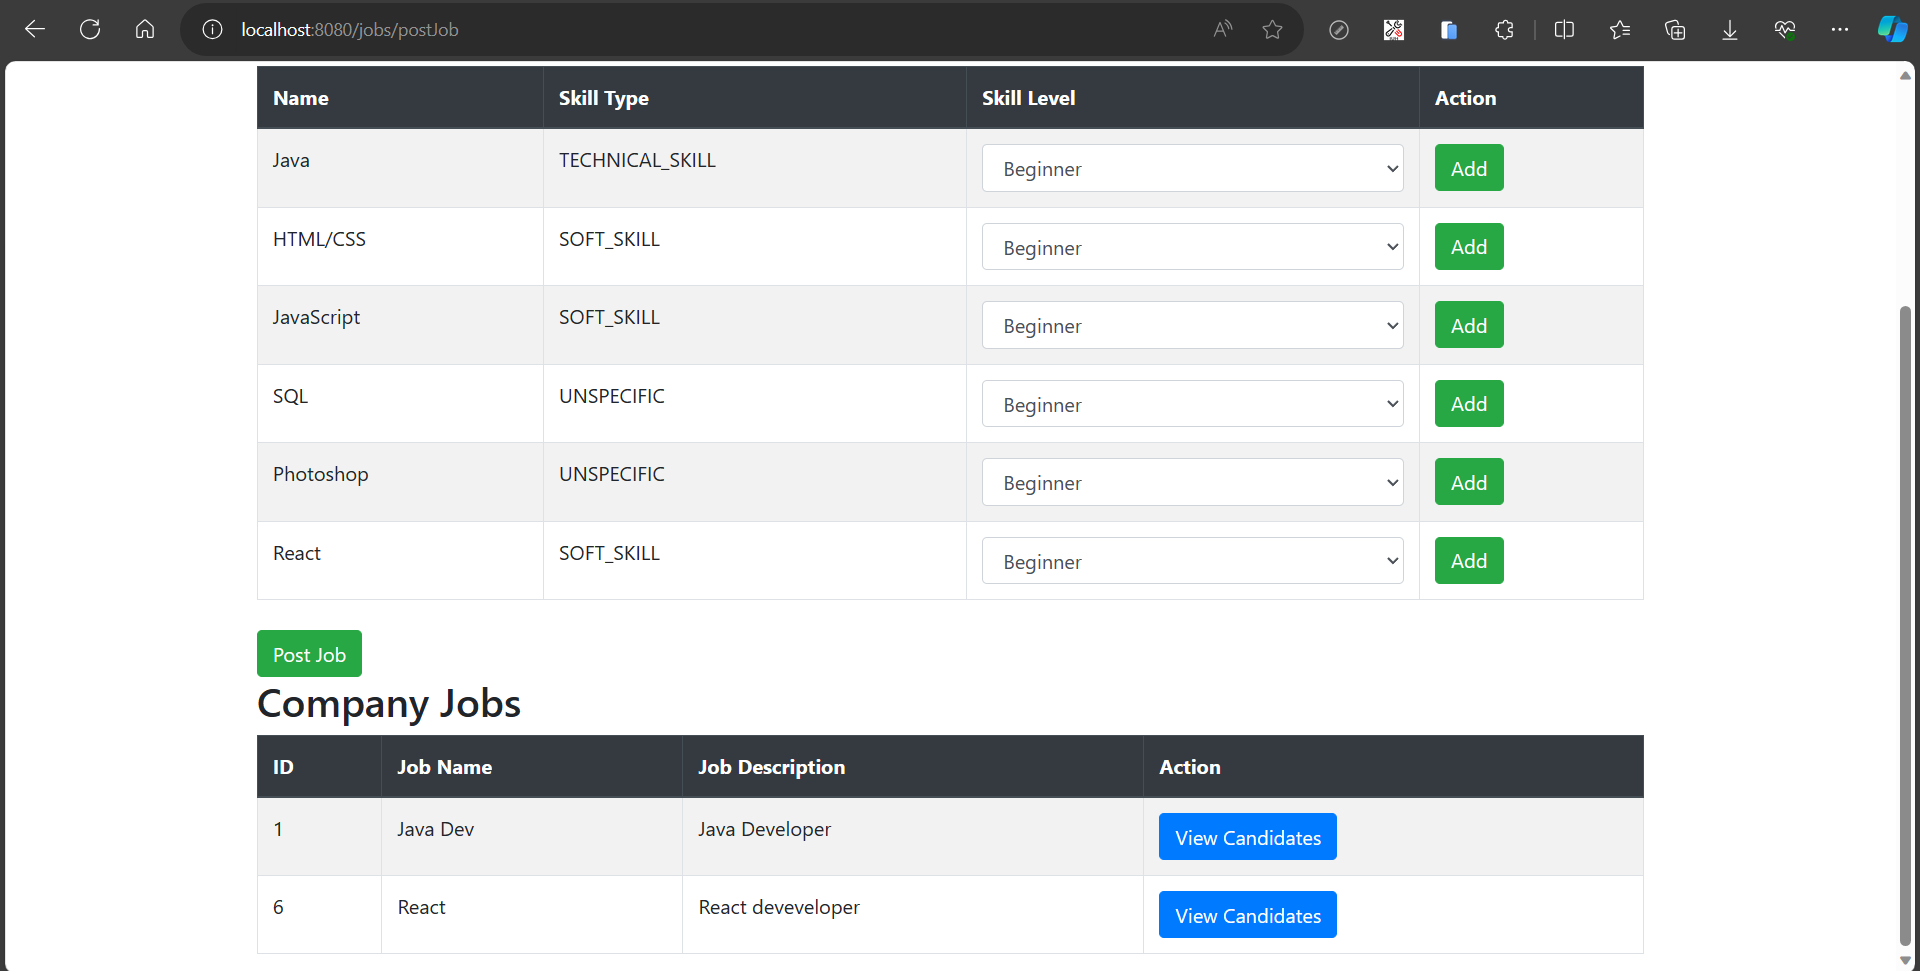 localhost:8080/jobs/postJob
Name Skill Type Skill Level Action
Java TECHNICAL_SKILL Beginner Add
HTML/CSS SOFT_SKILL Beginner Add
JavaScript SOFT_SKILL Beginner Add
SQL UNSPECIFIC Beginner Add
Photoshop UNSPECIFIC Beginner Add
React SOFT_SKILL Beginner Add
Post Job
Company Jobs
ID Job Name Job Description Action
1 Java Dev Java Developer View Candidates
6 React React deveveloper View Candidates